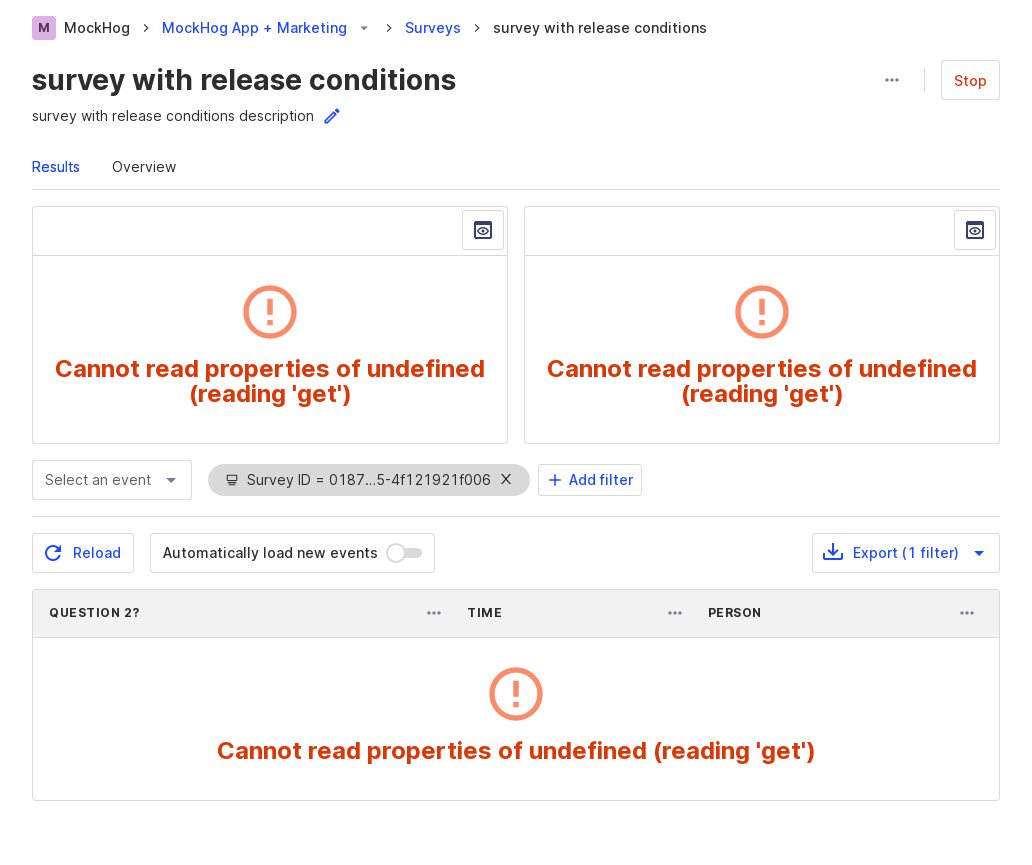 M MockHog MockHog App + Marketing Surveys survey with release conditions
survey with release conditions
Stop
survey with release conditions description
Results Overview
Cannot read properties of undefined
(reading 'get')
Cannot read properties of undefined
(reading 'get')
Select an event Survey ID = 0187...5-4f121921f006 Add filter
Reload Automatically load new events Export (1 filter)
QUESTION 2? TIME PERSON
Cannot read properties of undefined (reading 'get')